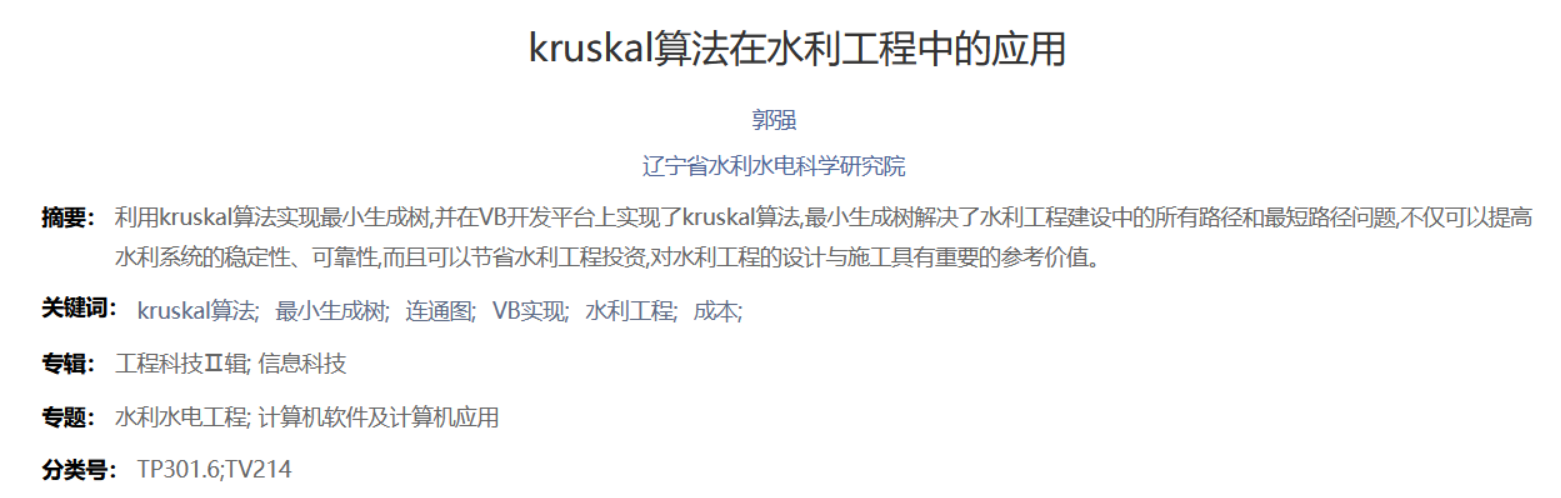 kruskal算法在水利工程中的应用
郭强
辽宁省水利水电科学研究院
摘要： 利用kruskal算法实现最小生成树,并在VB开发平台上实现了kruskal算法,最小生成树解决了水利工程建设中的所有路径和最短路径问题,不仅可以提高
水利系统的稳定性、可靠性,而且可以节省水利工程投资,对水利工程的设计与施工具有重要的参考价值。
关键词： kruskal算法; 最小生成树; 连通图; VB实现; 水利工程; 成本;
专辑： 工程科技Ⅱ辑; 信息科技
专题： 水利水电工程; 计算机软件及计算机应用
分类号： TP301.6;TV214